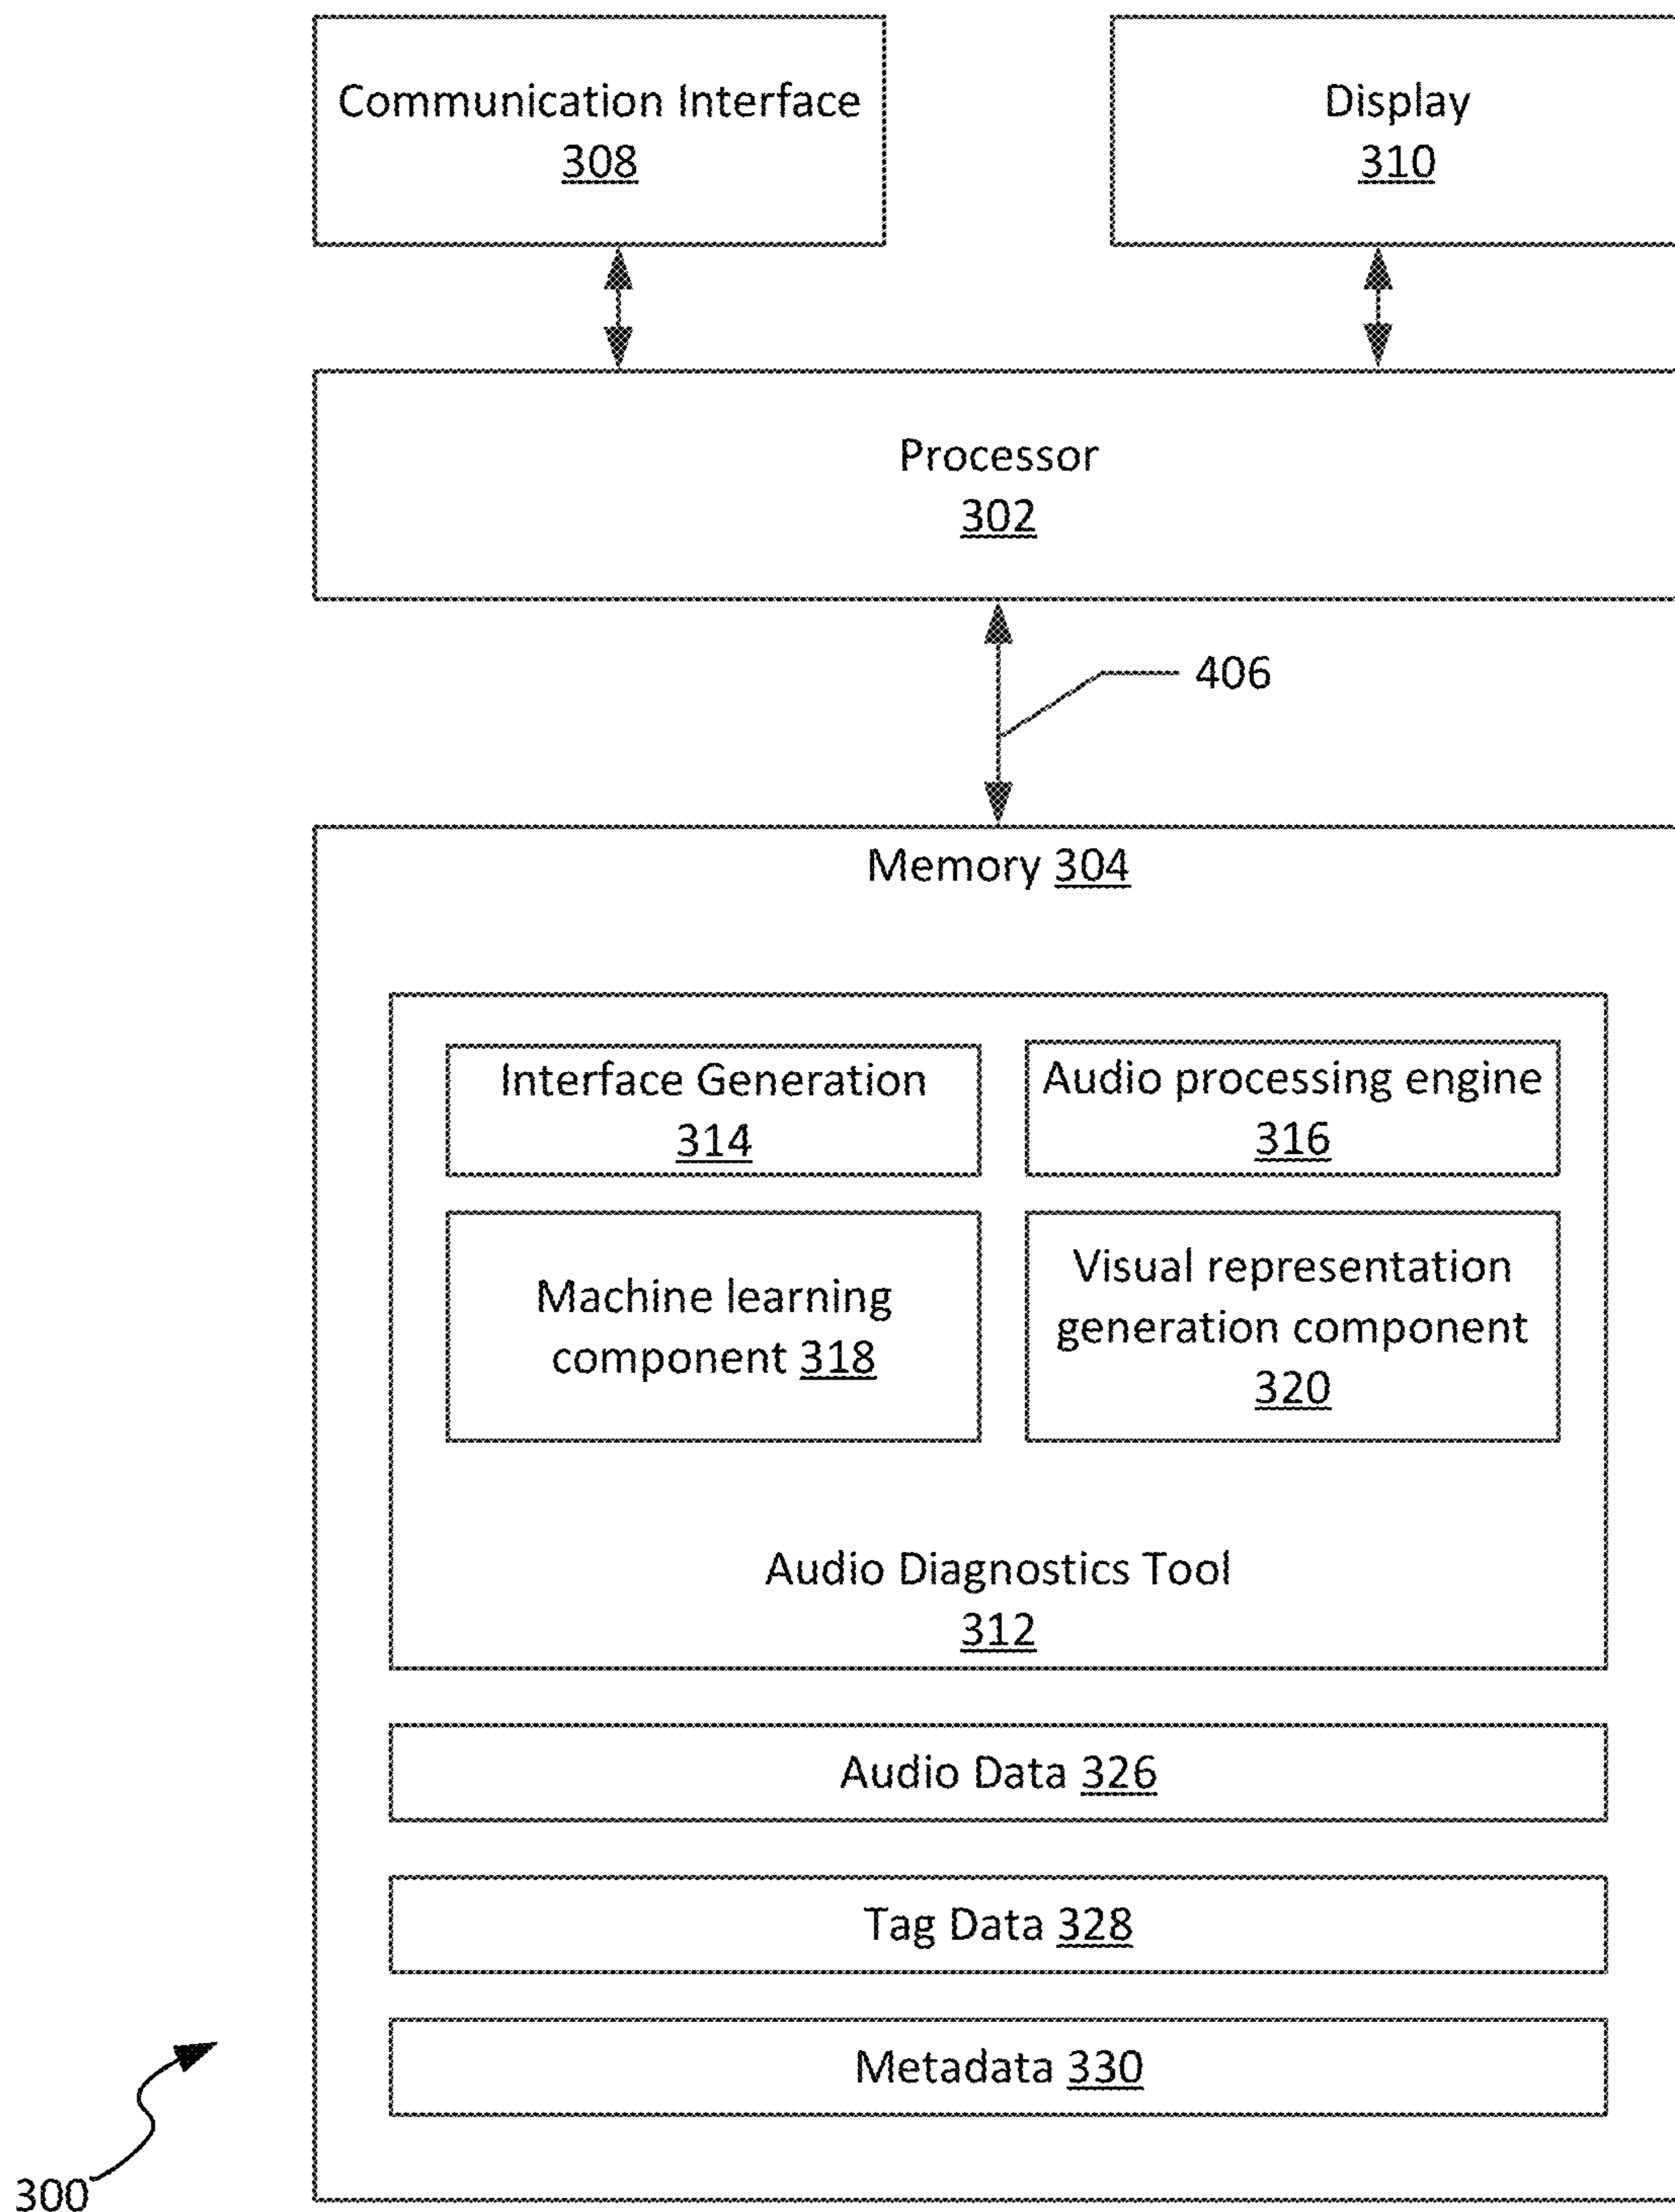 Communication Interface
308
Display
310
Processor
302
406
Memory 304
Interface Generation
314
Audio processing engine
316
Machine learning
component 318
Visual representation
generation component
320
Audio Diagnostics Tool
312
Audio Data 326
Tag Data 328
Metadata 330
300